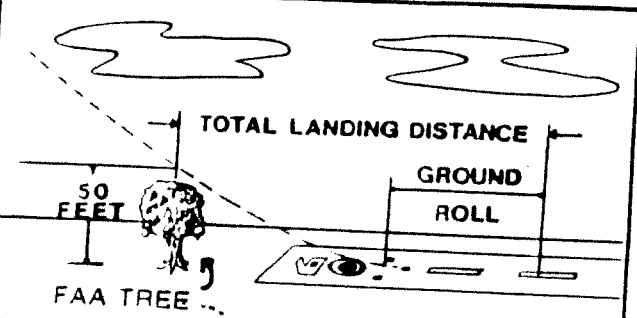 TOTAL LANDING DISTANCE
GROUND
ROLL
50
FEET
FAA TREE